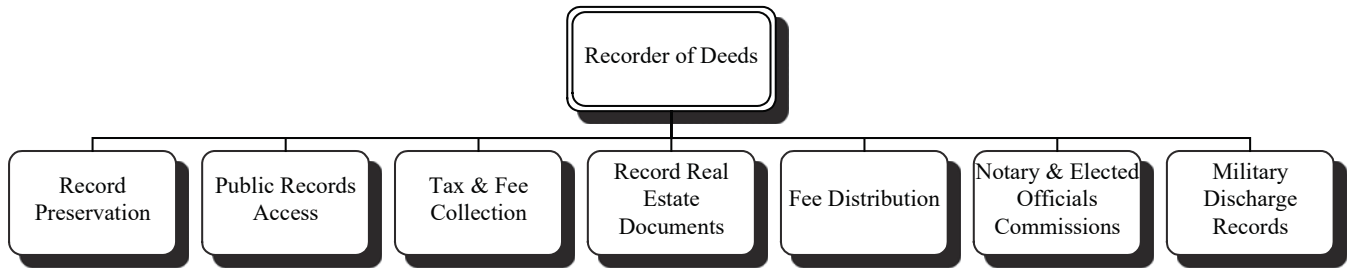 Recorder of Deeds
Record
Preservation
Public Records
Access
Tax & Fee
Collection
Record Real
Estate
Documents
Fee Distribution
Notary & Elected
Officials
Commissions
Military
Discharge
Records